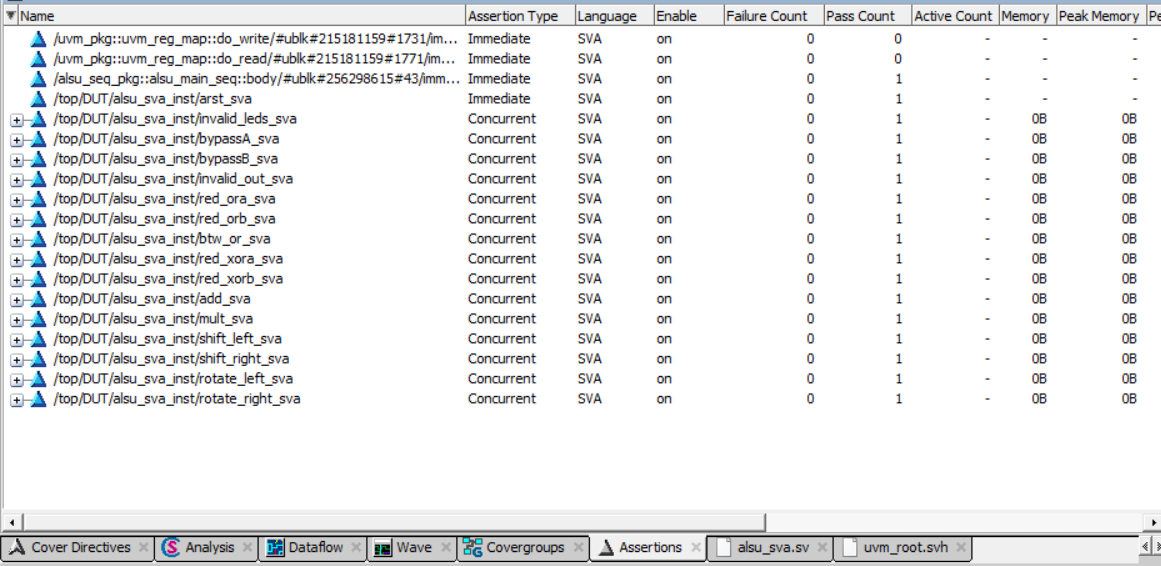 Name Assertion Type Language Enable Failure Count Pass Count Active Count Memory Peak Memory Pe
/uvm_pkg::uvm_reg_map::do_write/#ublk#215181159#1731/im... Immediate SVA on 0 0 - - -
/uvm_pkg::uvm_reg_map::do_read/#ublk#215181159#1771/im... Immediate SVA on 0 0 - - -
/alsu_seq_pkg::alsu_main_seq::body/#ublk#256298615#43/imm... Immediate SVA on 0 1 - - -
/top/DUT/alsu_sva_inst/arst_sva Immediate SVA on 0 1 - - -
/top/DUT/alsu_sva_inst/invalid_leds_sva Concurrent SVA on 0 1 - 0B 0B
/top/DUT/alsu_sva_inst/bypassA_sva Concurrent SVA on 0 1 - 0B 0B
/top/DUT/alsu_sva_inst/bypassB_sva Concurrent SVA on 0 1 - 0B 0B
/top/DUT/alsu_sva_inst/invalid_out_sva Concurrent SVA on 0 1 - 0B 0B
/top/DUT/alsu_sva_inst/red_ora_sva Concurrent SVA on 0 1 - 0B 0B
/top/DUT/alsu_sva_inst/red_orb_sva Concurrent SVA on 0 1 - 0B 0B
/top/DUT/alsu_sva_inst/btw_or_sva Concurrent SVA on 0 1 - 0B 0B
/top/DUT/alsu_sva_inst/red_xora_sva Concurrent SVA on 0 1 - 0B 0B
/top/DUT/alsu_sva_inst/red_xorb_sva Concurrent SVA on 0 1 - 0B 0B
/top/DUT/alsu_sva_inst/add_sva Concurrent SVA on 0 1 - 0B 0B
/top/DUT/alsu_sva_inst/mult_sva Concurrent SVA on 0 1 - 0B 0B
/top/DUT/alsu_sva_inst/shift_left_sva Concurrent SVA on 0 1 - 0B 0B
/top/DUT/alsu_sva_inst/shift_right_sva Concurrent SVA on 0 1 - 0B 0B
/top/DUT/alsu_sva_inst/rotate_left_sva Concurrent SVA on 0 1 - 0B 0B
/top/DUT/alsu_sva_inst/rotate_right_sva Concurrent SVA on 0 1 - 0B 0B
Cover Directives Analysis Dataflow Wave Covergroups Assertions alsu_sva.sv uvm_root.svh